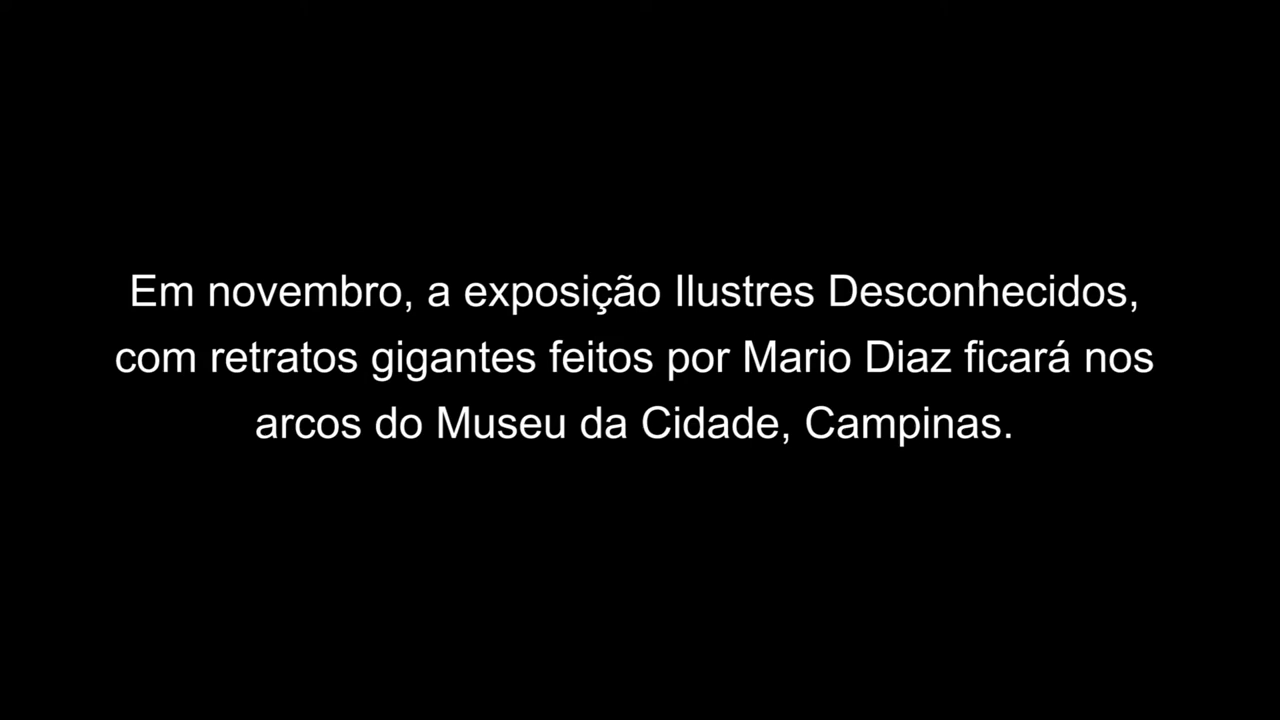 Em novembro, a exposição Ilustres Desconhecidos,
com retratos gigantes feitos por Mario Diaz ficará nos
arcos do Museu da Cidade, Campinas.